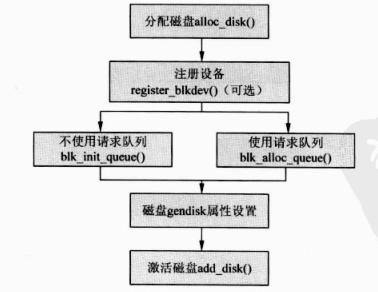 分配磁盘alloc_disk()
注册设备
register_blkdev()（可选）
不使用请求队列
blk_init_queue()
使用请求队列
blk_alloc_queue()
磁盘gendisk属性设置
激活磁盘add_disk()